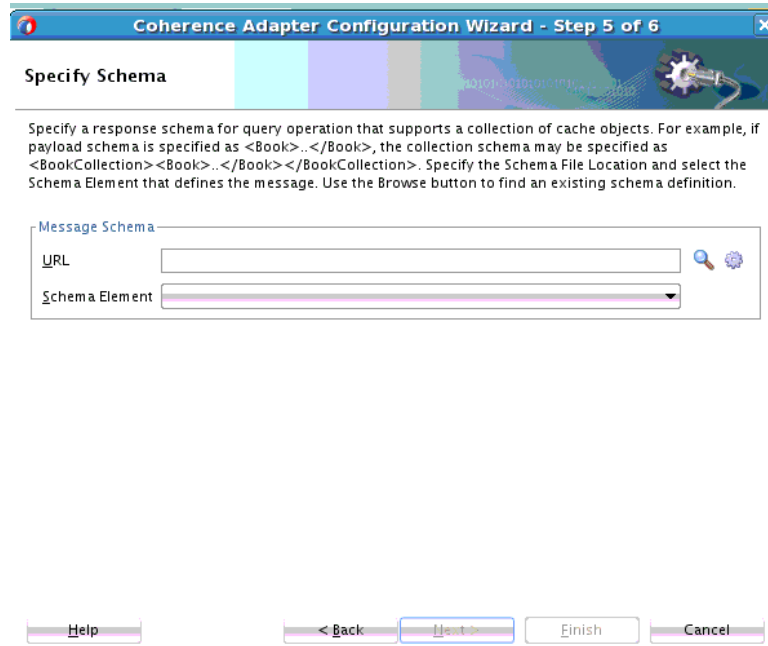 Coherence Adapter Configuration Wizard - Step 5 of 6
Specify Schema
Specify a response schema for query operation that supports a collection of cache objects. For example, if
payload schema is specified as <Book>..</Book>, the collection schema may be specified as
<BookCollection><Book>..</Book></BookCollection>. Specify the Schema File Location and select the
Schema Element that defines the message. Use the Browse button to find an existing schema definition.
Message Schema
URL
Schema Element
Help
< Back
Next >
Finish
Cancel